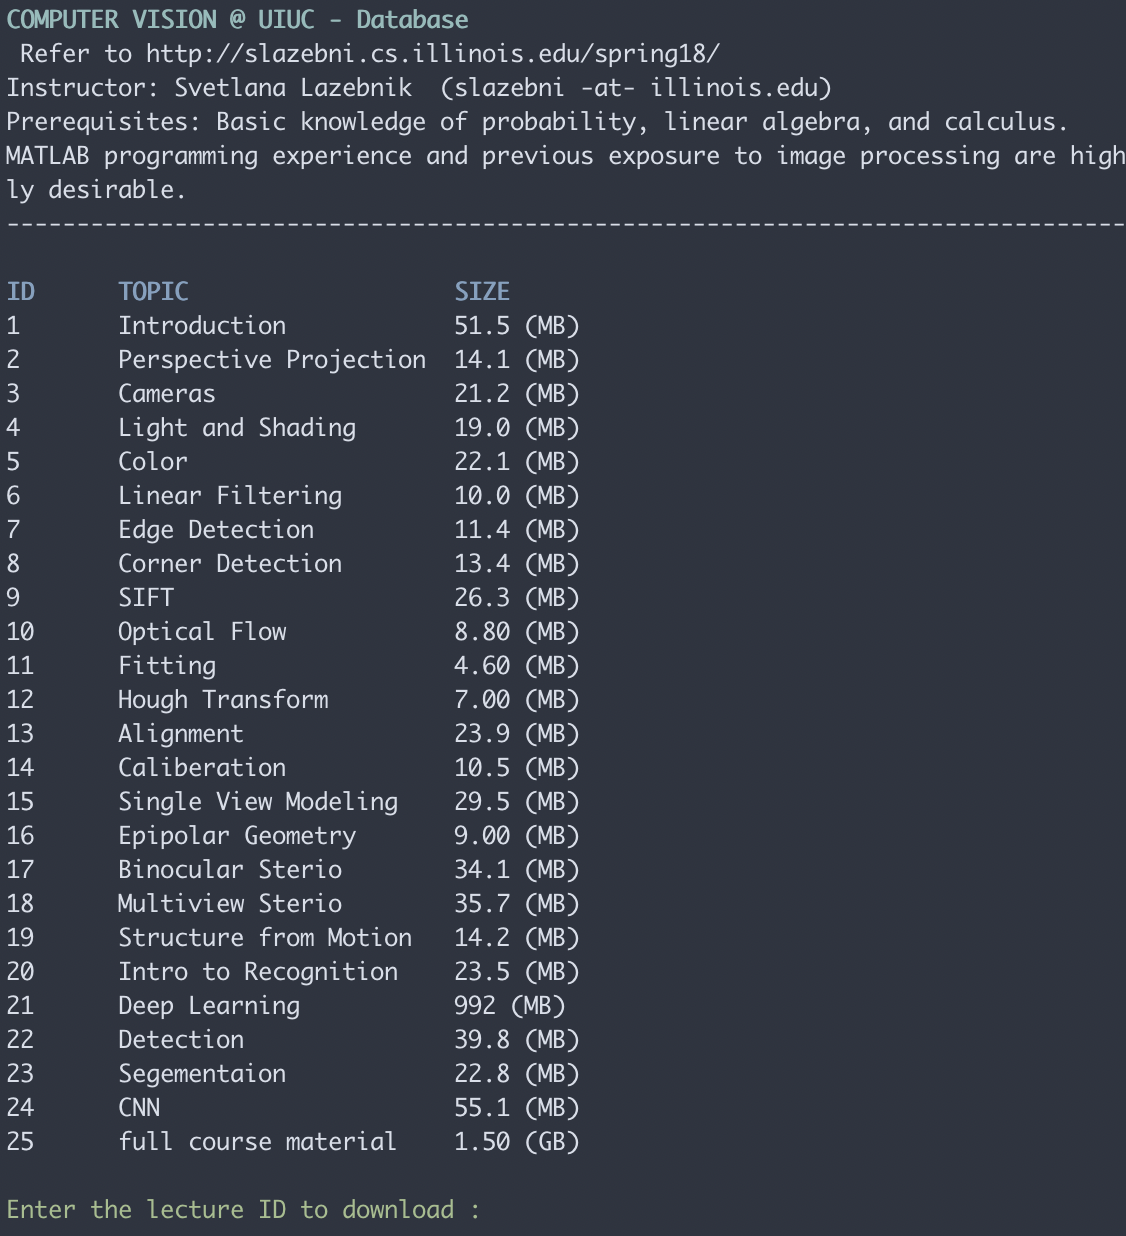 COMPUTER VISION @ UIUC - Database
Refer to http://slazebni.cs.illinois.edu/spring18/
Instructor: Svetlana Lazebnik  (slazebni -at- illinois.edu)
Prerequisites: Basic knowledge of probability, linear algebra, and calculus.
MATLAB programming experience and previous exposure to image processing are high
ly desirable.
--------------------------------------------------------------------------------
ID      TOPIC                   SIZE
1       Introduction            51.5 (MB)
2       Perspective Projection  14.1 (MB)
3       Cameras                 21.2 (MB)
4       Light and Shading       19.0 (MB)
5       Color                   22.1 (MB)
6       Linear Filtering        10.0 (MB)
7       Edge Detection          11.4 (MB)
8       Corner Detection        13.4 (MB)
9       SIFT                    26.3 (MB)
10      Optical Flow            8.80 (MB)
11      Fitting                 4.60 (MB)
12      Hough Transform         7.00 (MB)
13      Alignment               23.9 (MB)
14      Caliberation            10.5 (MB)
15      Single View Modeling    29.5 (MB)
16      Epipolar Geometry       9.00 (MB)
17      Binocular Sterio        34.1 (MB)
18      Multiview Sterio        35.7 (MB)
19      Structure from Motion   14.2 (MB)
20      Intro to Recognition    23.5 (MB)
21      Deep Learning           992 (MB)
22      Detection               39.8 (MB)
23      Segementaion            22.8 (MB)
24      CNN                     55.1 (MB)
25      full course material    1.50 (GB)
Enter the lecture ID to download :